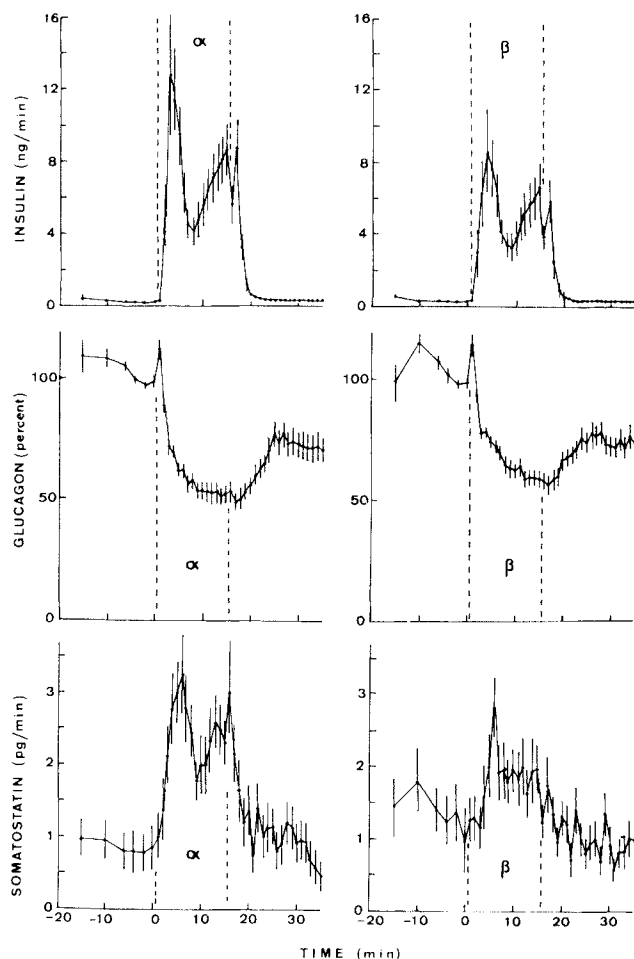 16
12
8
4
0
INSULIN (ng/min)
α
β
16
12
8
4
0
100
50
0
GLUCAGON (percent)
α
β
100
50
0
3
2
1
0
SOMATOSTATIN (pg/min)
α
β
3
2
1
0
-20 -10 0 10 20 30
-20 -10 0 10 20 30
TIME (min)